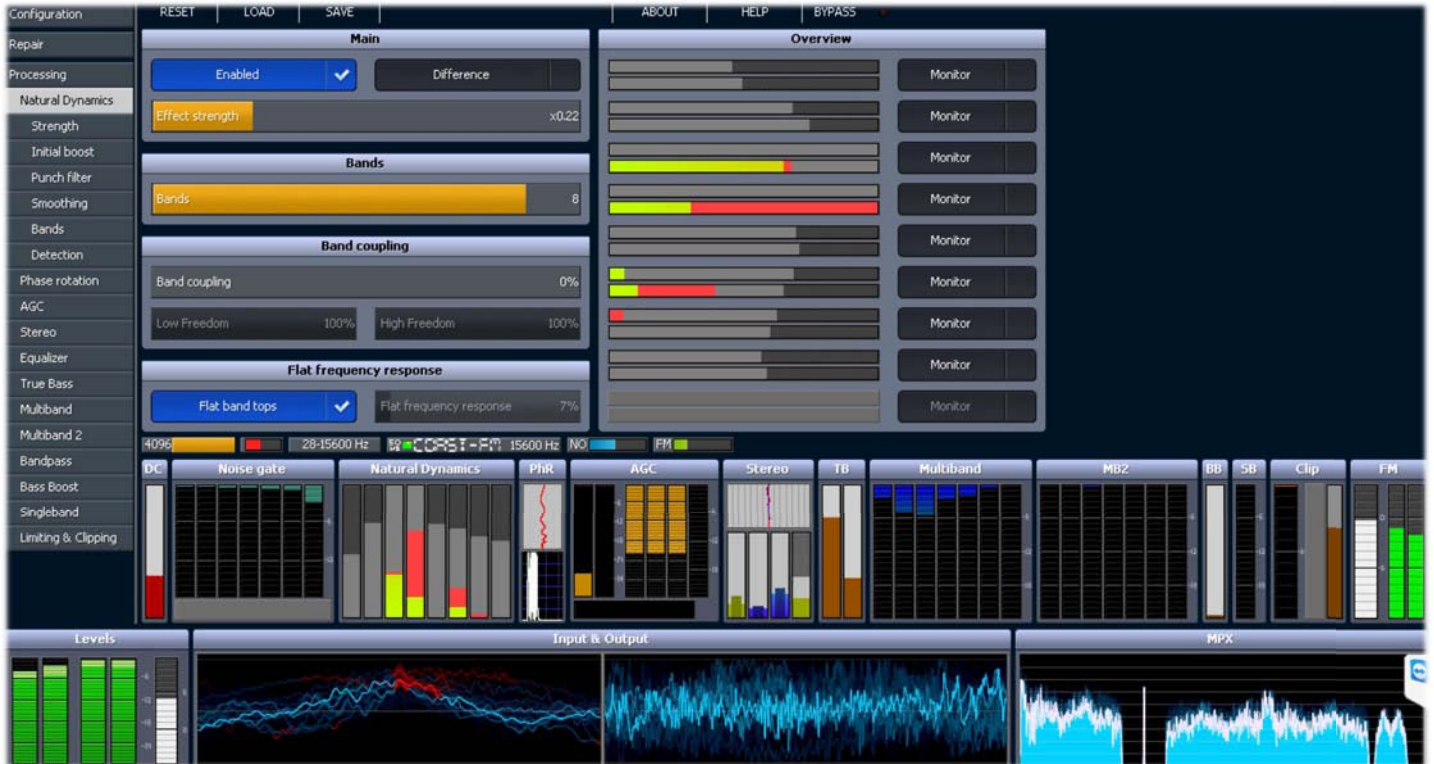 Configuration
RESET LOAD SAVE ABOUT HELP BYPASS
Repair
Processing
Natural Dynamics
Strength
Initial boost
Punch filter
Smoothing
Bands
Detection
Phase rotation
AGC
Stereo
Equalizer
True Bass
Multiband
Multiband 2
Bandpass
Bass Boost
Singleband
Limiting & Clipping
Main
Enabled Difference
Effect strength x0.22
Bands
Bands 8
Band coupling
Band coupling 0%
Low Freedom 100% High Freedom 100%
Flat frequency response
Flat band tops Flat frequency response 7%
Overview
Monitor
Monitor
Monitor
Monitor
Monitor
Monitor
Monitor
Monitor
Monitor
4096 28-15600 Hz COAST-FM 15600 Hz NO FM
DC Noise gate Natural Dynamics PhR AGC Stereo TB Multiband MB2 BB SB Clip FM
Levels Input & Output MPX